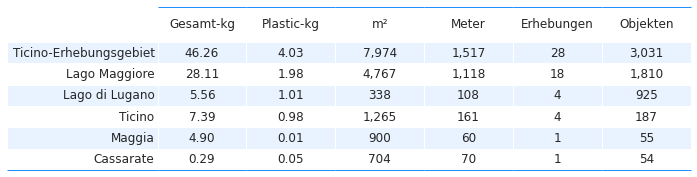 Gesamt-kg Plastic-kg m² Meter Erhebungen Objekten
Ticino-Erhebungsgebiet 46.26 4.03 7,974 1,517 28 3,031
Lago Maggiore 28.11 1.98 4,767 1,118 18 1,810
Lago di Lugano 5.56 1.01 338 108 4 925
Ticino 7.39 0.98 1,265 161 4 187
Maggia 4.90 0.01 900 60 1 55
Cassarate 0.29 0.05 704 70 1 54